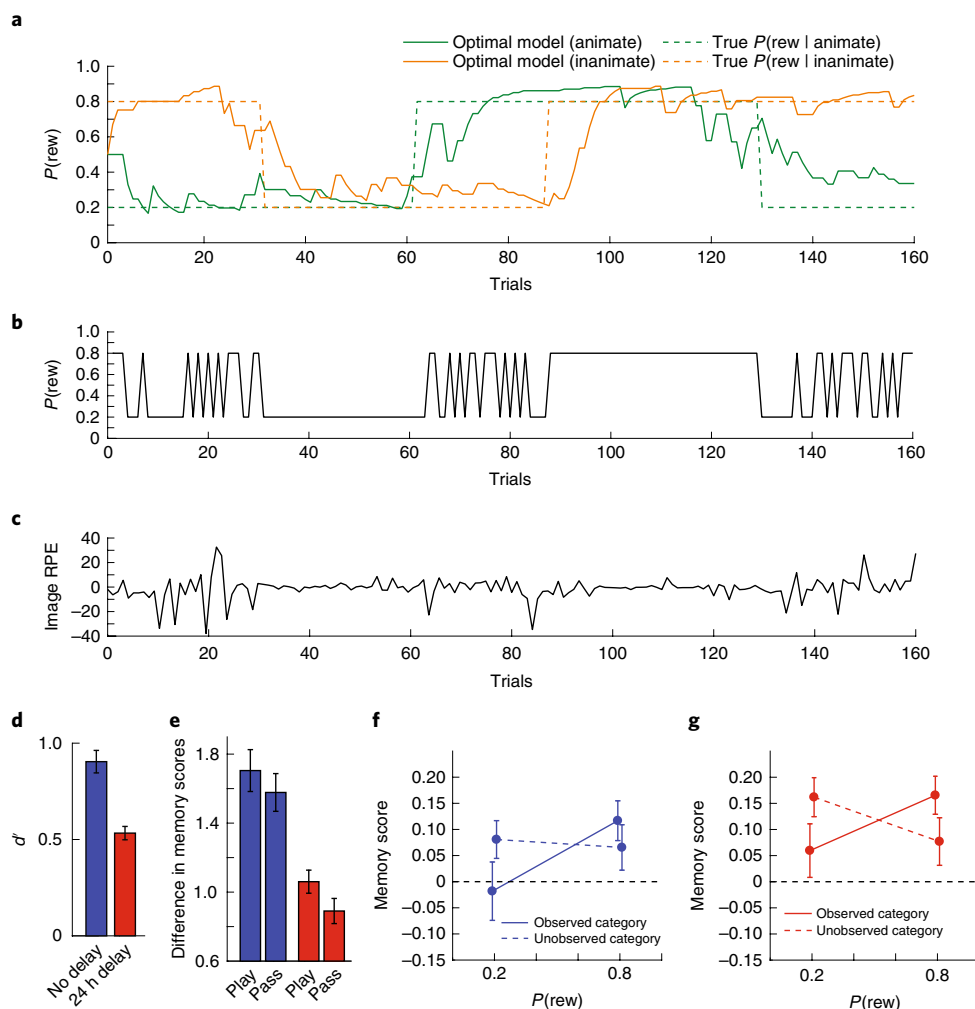 a
Optimal model (animate) True P(rew | animate)
Optimal model (inanimate) True P(rew | inanimate)
1.0
0.8
0.6
0.4
0.2
0
P(rew)
0 20 40 60 80 100 120 140 160
Trials
b
1.0
0.8
0.6
0.4
0.2
0
P(rew)
0 20 40 60 80 100 120 140 160
Trials
c
40
20
0
−20
−40
Image RPE
0 20 40 60 80 100 120 140 160
Trials
d
1.0
0.5
0
d′
No delay
24 h delay
e
1.8
1.4
1.0
0.6
Difference in memory scores
Play
Pass
Play
Pass
f
0.20
0.15
0.10
0.05
0
−0.05
−0.10
−0.15
Memory score
Observed category
Unobserved category
0.2 0.8
P(rew)
g
0.20
0.15
0.10
0.05
0
−0.05
−0.10
−0.15
Memory score
Observed category
Unobserved category
0.2 0.8
P(rew)